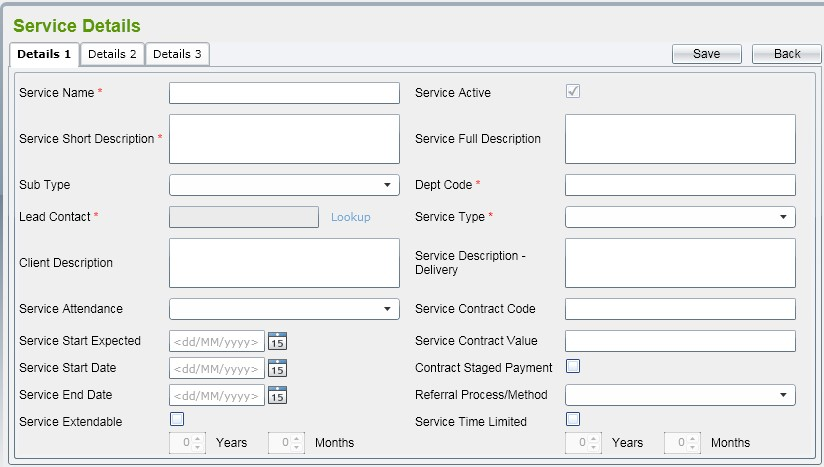 Service Details
Details 1 Details 2 Details 3 Save Back
Service Name * Service Active
Service Short Description * Service Full Description
Sub Type Dept Code *
Lead Contact * Lookup Service Type *
Client Description Service Description -
Delivery
Service Attendance Service Contract Code
Service Start Expected <dd/MM/yyyy> 15 Service Contract Value
Service Start Date <dd/MM/yyyy> 15 Contract Staged Payment
Service End Date <dd/MM/yyyy> 15 Referral Process/Method
Service Extendable Service Time Limited
0 Years 0 Months 0 Years 0 Months